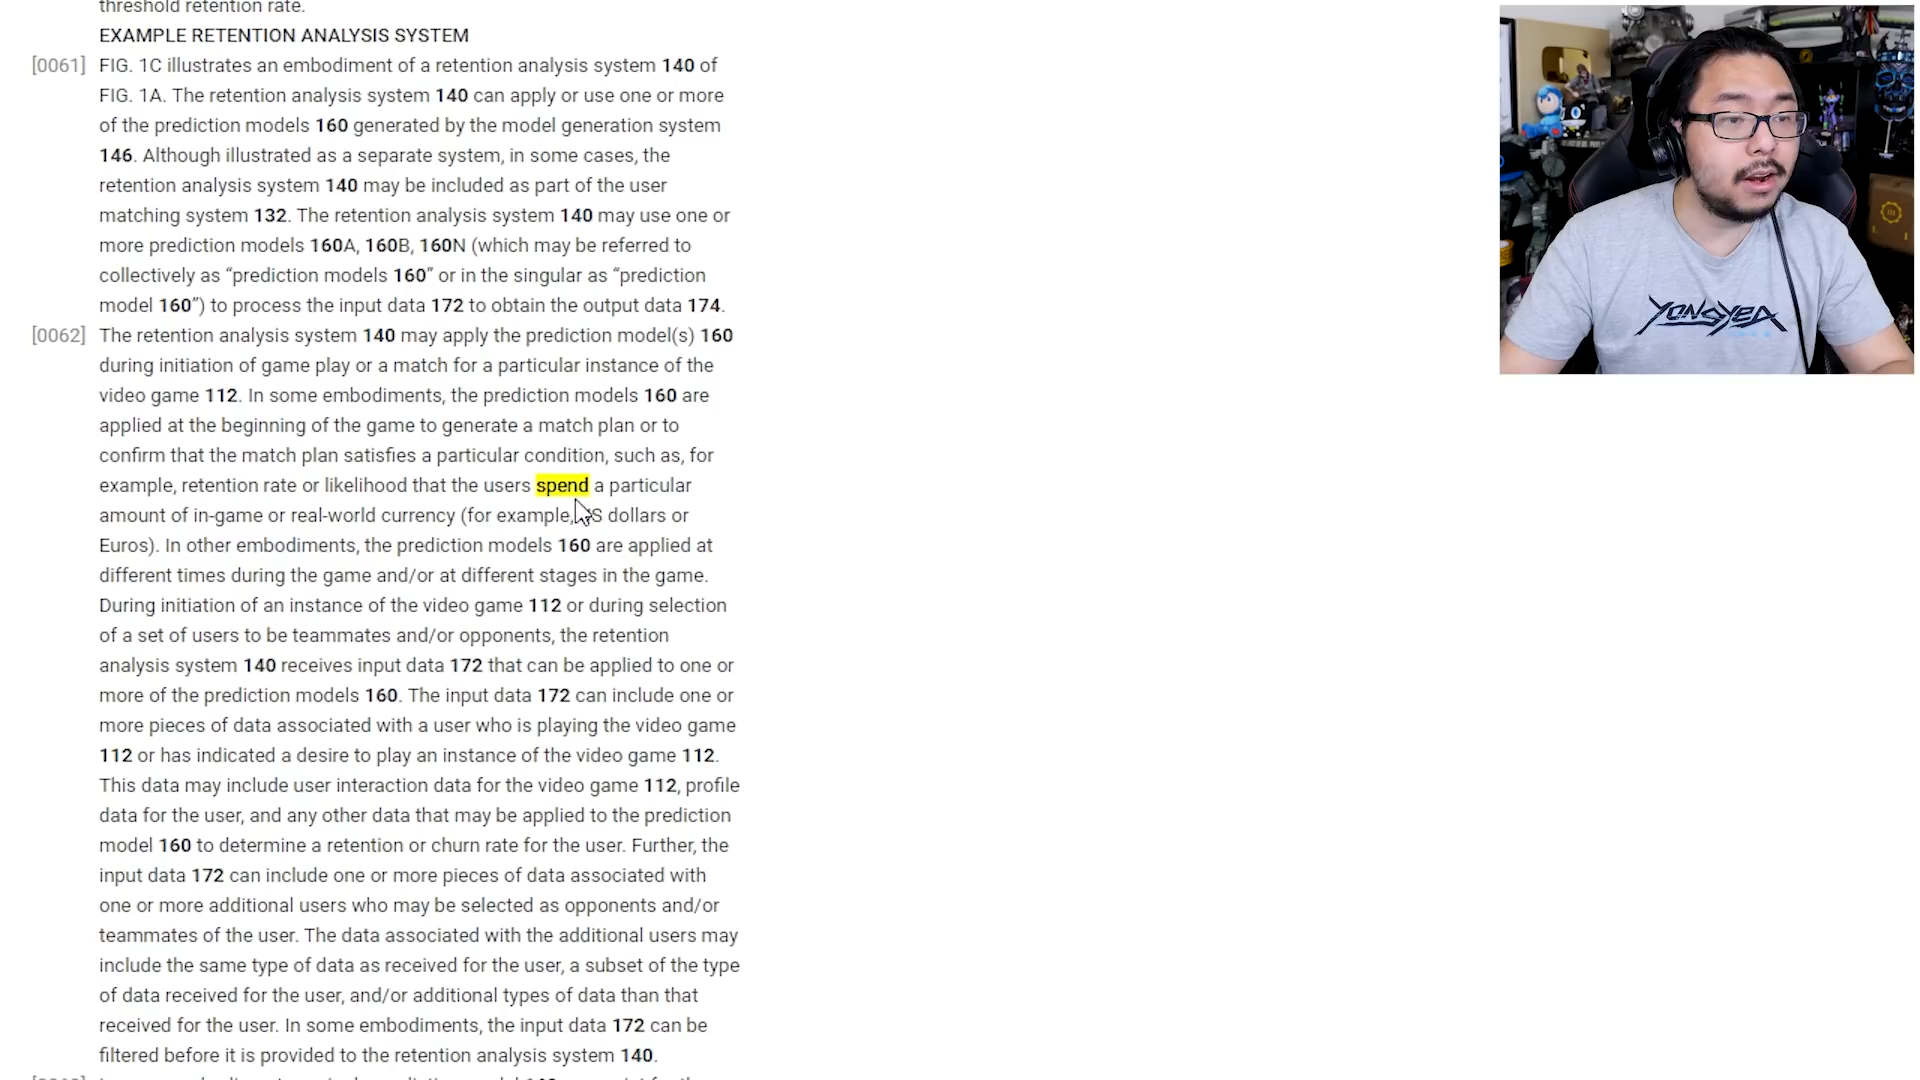 threshold retention rate.
EXAMPLE RETENTION ANALYSIS SYSTEM
[0061] FIG. 1C illustrates an embodiment of a retention analysis system 140 of
FIG. 1A. The retention analysis system 140 can apply or use one or more
of the prediction models 160 generated by the model generation system
146. Although illustrated as a separate system, in some cases, the
retention analysis system 140 may be included as part of the user
matching system 132. The retention analysis system 140 may use one or
more prediction models 160A, 160B, 160N (which may be referred to
collectively as “prediction models 160” or in the singular as “prediction
model 160”) to process the input data 172 to obtain the output data 174.
[0062] The retention analysis system 140 may apply the prediction model(s) 160
during initiation of game play or a match for a particular instance of the
video game 112. In some embodiments, the prediction models 160 are
applied at the beginning of the game to generate a match plan or to
confirm that the match plan satisfies a particular condition, such as, for
example, retention rate or likelihood that the users spend a particular
amount of in-game or real-world currency (for example, dollars or
Euros). In other embodiments, the prediction models 160 are applied at
different times during the game and/or at different stages in the game.
During initiation of an instance of the video game 112 or during selection
of a set of users to be teammates and/or opponents, the retention
analysis system 140 receives input data 172 that can be applied to one or
more of the prediction models 160. The input data 172 can include one or
more pieces of data associated with a user who is playing the video game
112 or has indicated a desire to play an instance of the video game 112.
This data may include user interaction data for the video game 112, profile
data for the user, and any other data that may be applied to the prediction
model 160 to determine a retention or churn rate for the user. Further, the
input data 172 can include one or more pieces of data associated with
one or more additional users who may be selected as opponents and/or
teammates of the user. The data associated with the additional users may
include the same type of data as received for the user, a subset of the type
of data received for the user, and/or additional types of data than that
received for the user. In some embodiments, the input data 172 can be
filtered before it is provided to the retention analysis system 140.
YONGYEA